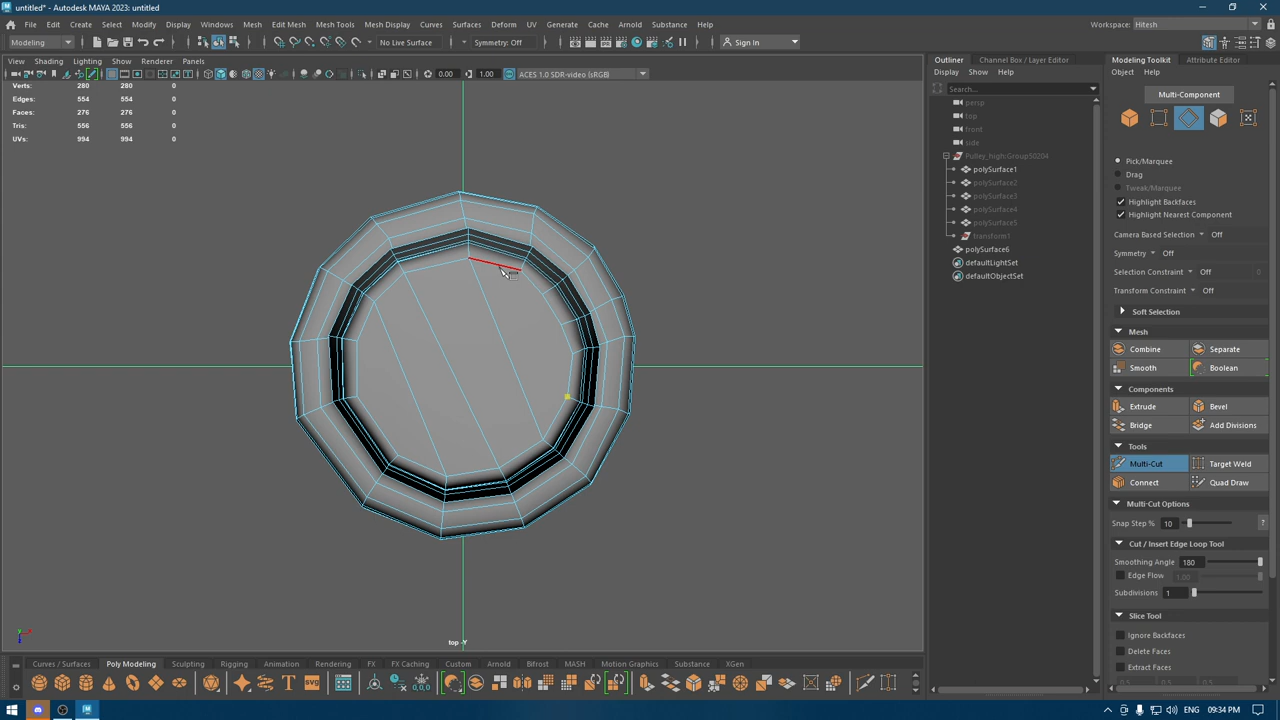 untitled* - Autodesk MAYA 2023: untitled
File Edit Create Select Modify Display Windows Mesh Edit Mesh Mesh Tools Mesh Display Curves Surfaces Deform UV Generate Cache Arnold Substance Help
Workspace: Hitesh
Modeling No Live Surface Symmetry: Off Sign In
View Shading Lighting Show Renderer Panels
0.00 1.00 ACES 1.0 SDR-video (sRGB)
Verts: 280 280 0
Edges: 554 554 0
Faces: 276 276 0
Tris: 556 556 0
UVs: 994 994 0
top -Y
Outliner Channel Box / Layer Editor
Display Show Help
Search...
persp
top
front
side
Pulley_high:Group50204
polySurface1
polySurface2
polySurface3
polySurface4
polySurface5
transform1
polySurface6
defaultLightSet
defaultObjectSet
Modeling Toolkit Attribute Editor
Object Help
Multi-Component
Pick/Marquee
Drag
Tweak/Marquee
Highlight Backfaces
Highlight Nearest Component
Camera Based Selection Off
Symmetry Off
Selection Constraint Off
Transform Constraint Off
Soft Selection
Mesh
Combine Separate
Smooth Boolean
Components
Extrude Bevel
Bridge Add Divisions
Tools
Multi-Cut Target Weld
Connect Quad Draw
Multi-Cut Options
Snap Step % 10 ?
Cut / Insert Edge Loop Tool
Smoothing Angle 180
Edge Flow 1.00
Subdivisions 1
Slice Tool
Ignore Backfaces
Delete Faces
Extract Faces
Curves / Surfaces Poly Modeling Sculpting Rigging Animation Rendering FX FX Caching Custom Arnold Bifrost MASH Motion Graphics Substance XGen
ENG 09:34 PM